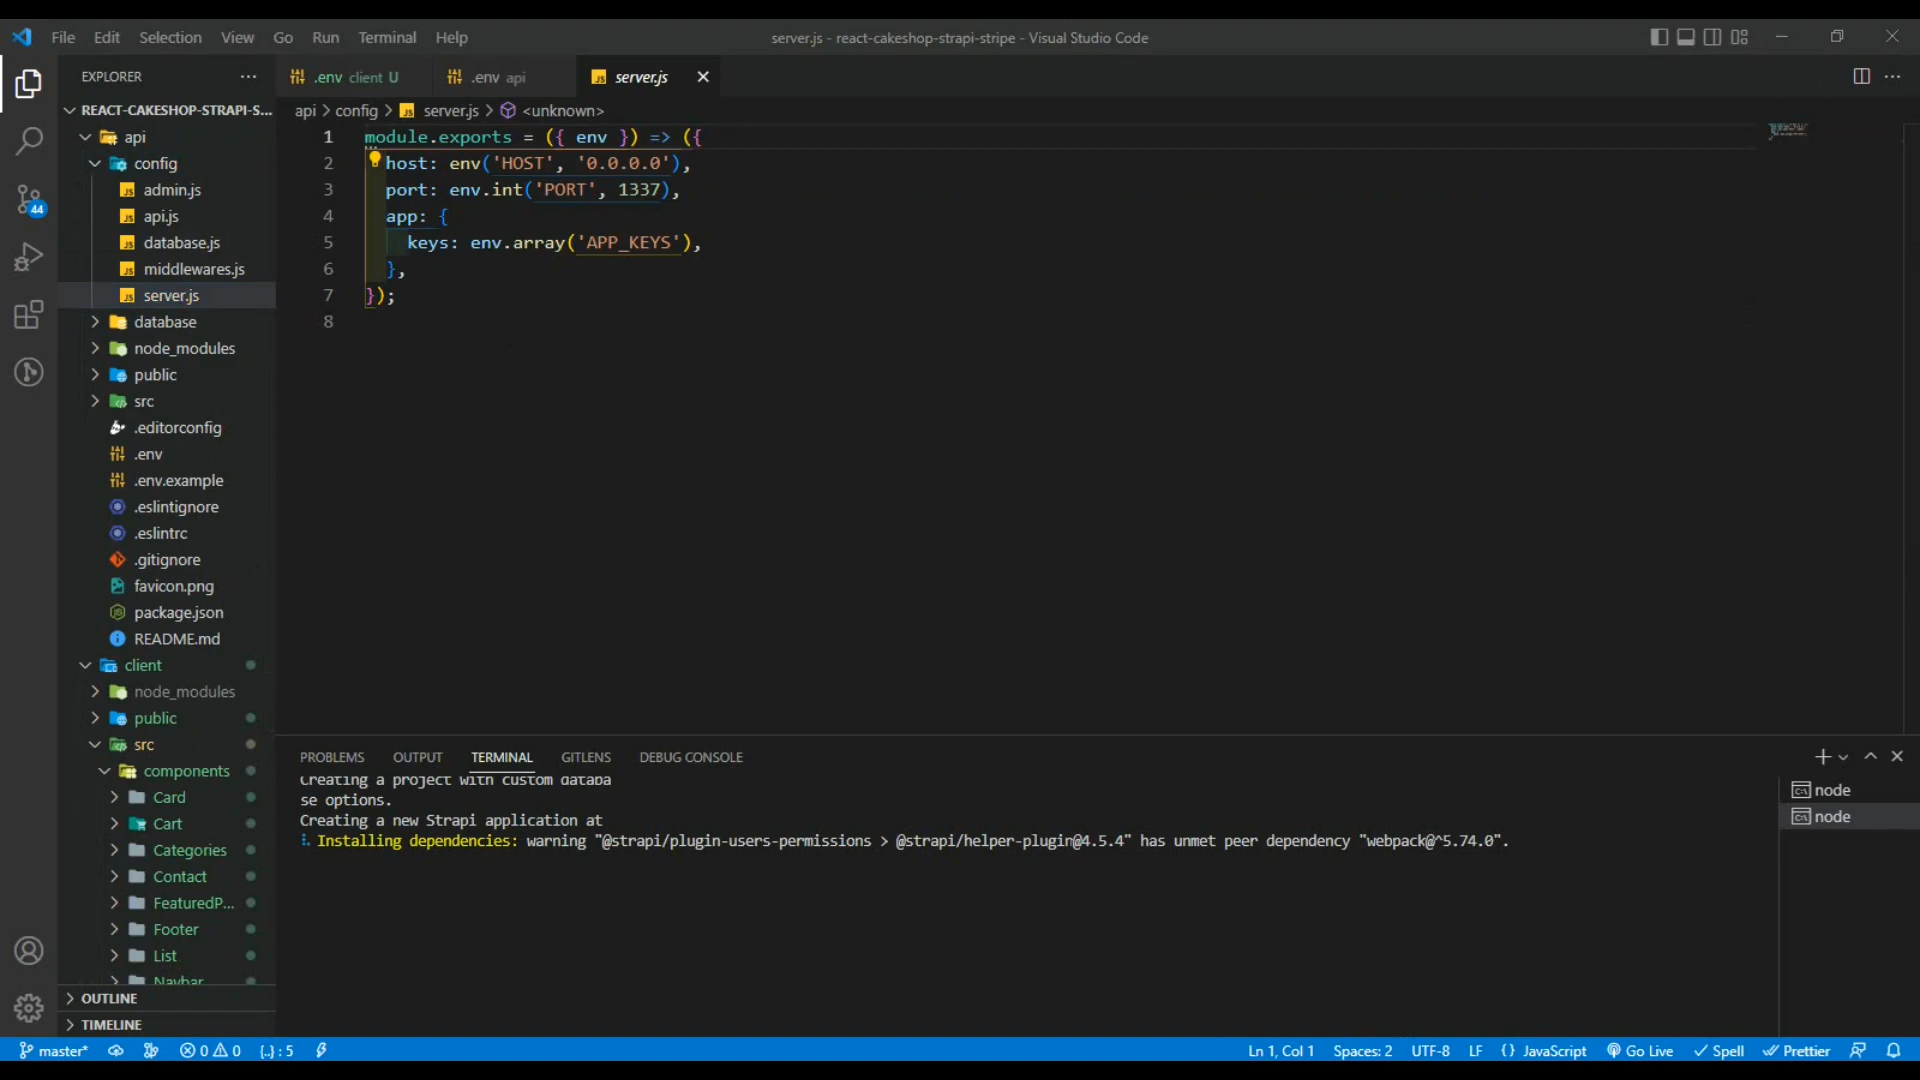 File Edit Selection View Go Run Terminal Help
server.js - react-cakeshop-strapi-stripe - Visual Studio Code
EXPLORER
.env client U
.env api
server.js
REACT-CAKESHOP-STRAPI-S...
api > config > server.js > <unknown>
api
config
admin.js
api.js
database.js
middlewares.js
server.js
database
node_modules
public
src
.editorconfig
.env
.env.example
.eslintignore
.eslintrc
.gitignore
favicon.png
package.json
README.md
client
node_modules
public
src
components
Card
Cart
Categories
Contact
FeaturedP...
Footer
List
Navbar
OUTLINE
TIMELINE
44
1 module.exports = ({ env }) => ({
2 host: env('HOST', '0.0.0.0'),
3 port: env.int('PORT', 1337),
4 app: {
5 keys: env.array('APP_KEYS'),
6 },
7 });
8
PROBLEMS OUTPUT TERMINAL GITLENS DEBUG CONSOLE
Creating a project with custom databa
se options.
Creating a new Strapi application at
Installing dependencies: warning "@strapi/plugin-users-permissions > @strapi/helper-plugin@4.5.4" has unmet peer dependency "webpack@^5.74.0".
node
node
master* 0 0 {..} : 5
Ln 1, Col 1 Spaces: 2 UTF-8 LF {} JavaScript Go Live Spell Prettier